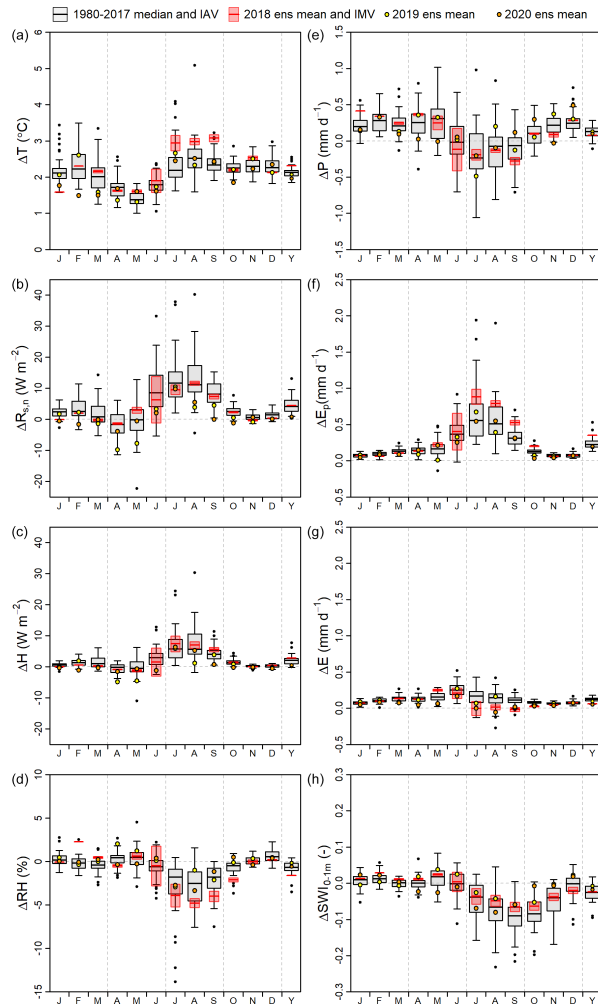 1980-2017 median and IAV 2018 ens mean and IMV 2019 ens mean 2020 ens mean
(a)
ΔT (°C)
6
5
4
3
2
1
0
J F M A M J J A S O N D Y
(e)
ΔP (mm d⁻¹)
1.5
1.0
0.5
0.0
-0.5
-1.0
-1.5
J F M A M J J A S O N D Y
(b)
ΔRs,n (W m⁻²)
40
30
20
10
0
-20
J F M A M J J A S O N D Y
(f)
ΔEp(mm d⁻¹)
2.5
2.0
1.5
1.0
0.5
0.0
-0.5
J F M A M J J A S O N D Y
(c)
ΔH (W m⁻²)
40
30
20
10
0
-20
J F M A M J J A S O N D Y
(g)
ΔE (mm d⁻¹)
2.5
2.0
1.5
1.0
0.5
0.0
-0.5
J F M A M J J A S O N D Y
(d)
ΔRH (%)
10
5
0
-5
-10
-15
J F M A M J J A S O N D Y
(h)
ΔSWI0-1m (-)
0.3
0.2
0.1
0.0
-0.1
-0.2
-0.3
J F M A M J J A S O N D Y